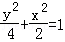 y²/4 + x²/2 = 1